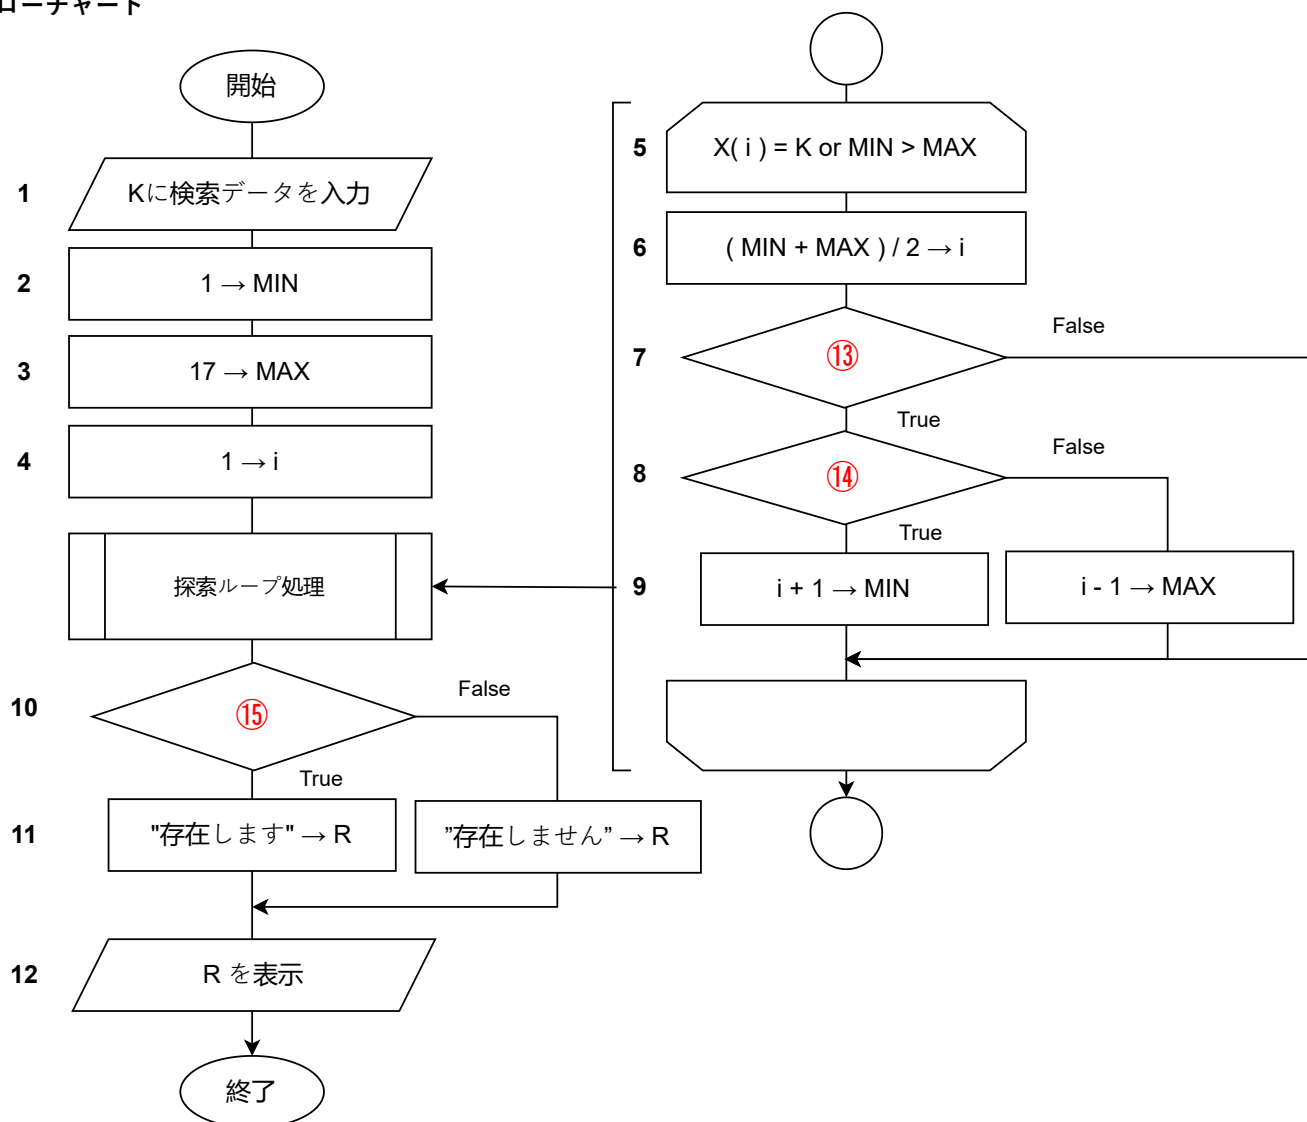 ローチャート
開始
1
Kに検索データを入力
2
1 → MIN
3
17 → MAX
4
1 → i
探索ループ処理
10
⑮
False
True
11
"存在します" → R
”存在しません” → R
12
R を表示
終了
5
X( i ) = K or MIN > MAX
6
( MIN + MAX ) / 2 → i
7
⑬
False
True
8
⑭
False
True
9
i + 1 → MIN
i - 1 → MAX